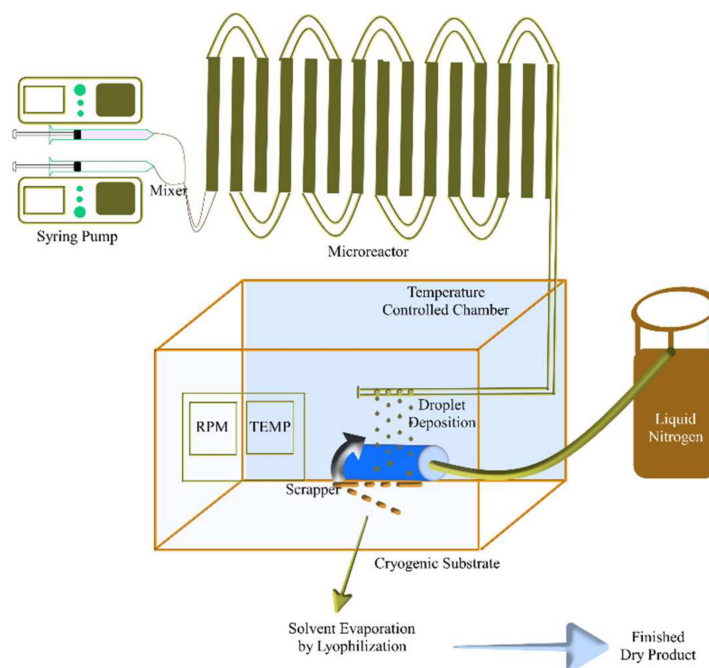 Mixer
Syring Pump
Microreactor
Temperature
Controlled Chamber
Droplet
Deposition
RPM
TEMP
Liquid
Nitrogen
Scrapper
Cryogenic Substrate
Solvent Evaporation
by Lyophilization
Finished
Dry Product